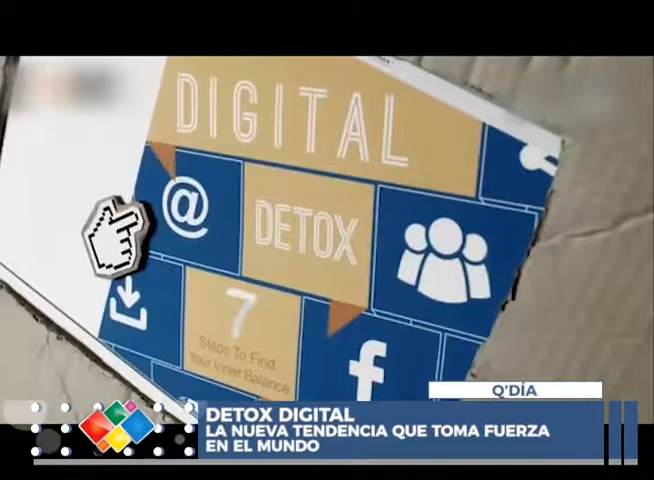 DIGITAL
@
DETOX
7
Steps To Find
Your Inner Balance
f
Q'DÍA
DETOX DIGITAL
LA NUEVA TENDENCIA QUE TOMA FUERZA
EN EL MUNDO